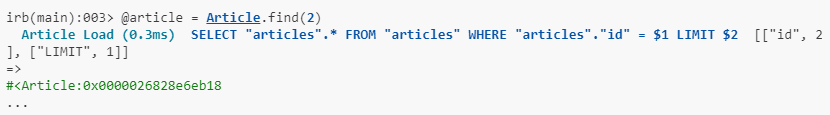 irb(main):003> @article = Article.find(2)
Article Load (0.3ms)  SELECT "articles".* FROM "articles" WHERE "articles"."id" = $1 LIMIT $2  [["id", 2
], ["LIMIT", 1]]
=>
#<Article:0x0000026828e6eb18
...